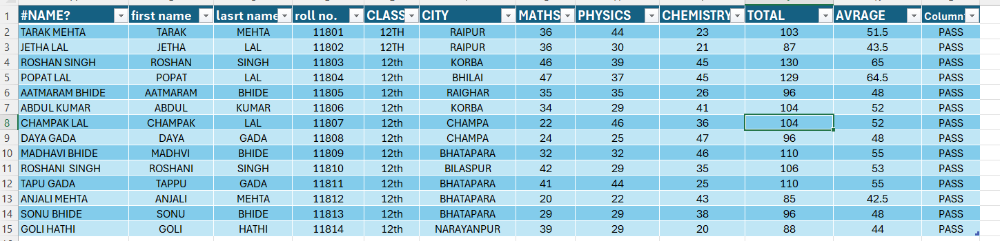 1 #NAME? first name lasrt name roll no. CLASS CITY MATHS PHYSICS CHEMISTRY TOTAL AVRAGE Column
2 TARAK MEHTA TARAK MEHTA 11801 12TH RAIPUR 36 44 23 103 51.5 PASS
3 JETHA LAL JETHA LAL 11802 12TH RAIPUR 36 30 21 87 43.5 PASS
4 ROSHAN SINGH ROSHAN SINGH 11803 12th KORBA 46 39 45 130 65 PASS
5 POPAT LAL POPAT LAL 11804 12th BHILAI 47 37 45 129 64.5 PASS
6 AATMARAM BHIDE AATMARAM BHIDE 11805 12th RAIGHAR 35 35 26 96 48 PASS
7 ABDUL KUMAR ABDUL KUMAR 11806 12th KORBA 34 29 41 104 52 PASS
8 CHAMPAK LAL CHAMPAK LAL 11807 12th CHAMPA 22 46 36 104 52 PASS
9 DAYA GADA DAYA GADA 11808 12th CHAMPA 24 25 47 96 48 PASS
10 MADHAVI BHIDE MADHVI BHIDE 11809 12th BHATAPARA 32 32 46 110 55 PASS
11 ROSHANI  SINGH ROSHANI SINGH 11810 12th BILASPUR 42 29 35 106 53 PASS
12 TAPU GADA TAPPU GADA 11811 12th BHATAPARA 41 44 25 110 55 PASS
13 ANJALI MEHTA ANJALI MEHTA 11812 12th BHATAPARA 20 22 43 85 42.5 PASS
14 SONU BHIDE SONU BHIDE 11813 12th BHATAPARA 29 29 38 96 48 PASS
15 GOLI HATHI GOLI HATHI 11814 12th NARAYANPUR 39 29 20 88 44 PASS